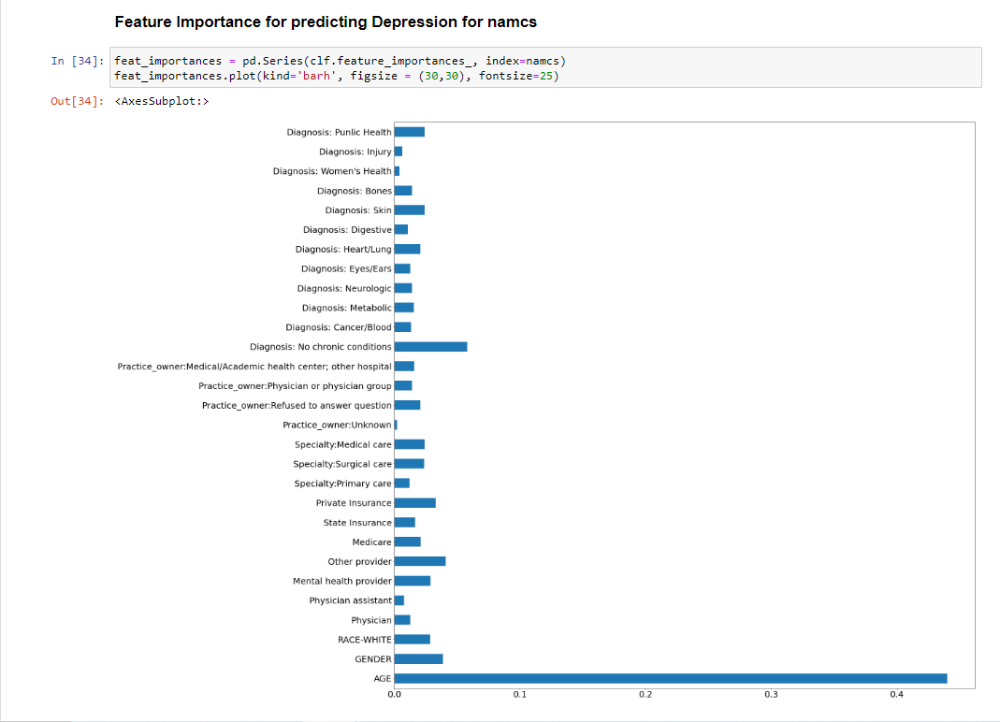 Feature Importance for predicting Depression for namcs
In [34]: feat_importances = pd.Series(clf.feature_importances_, index=namcs)
feat_importances.plot(kind='barh', figsize = (30,30), fontsize=25)
Out[34]: <AxesSubplot:>
Diagnosis: Punlic Health
Diagnosis: Injury
Diagnosis: Women's Health
Diagnosis: Bones
Diagnosis: Skin
Diagnosis: Digestive
Diagnosis: Heart/Lung
Diagnosis: Eyes/Ears
Diagnosis: Neurologic
Diagnosis: Metabolic
Diagnosis: Cancer/Blood
Diagnosis: No chronic conditions
Practice_owner:Medical/Academic health center; other hospital
Practice_owner:Physician or physician group
Practice_owner:Refused to answer question
Practice_owner:Unknown
Specialty:Medical care
Specialty:Surgical care
Specialty:Primary care
Private Insurance
State Insurance
Medicare
Other provider
Mental health provider
Physician assistant
Physician
RACE-WHITE
GENDER
AGE
0.0 0.1 0.2 0.3 0.4